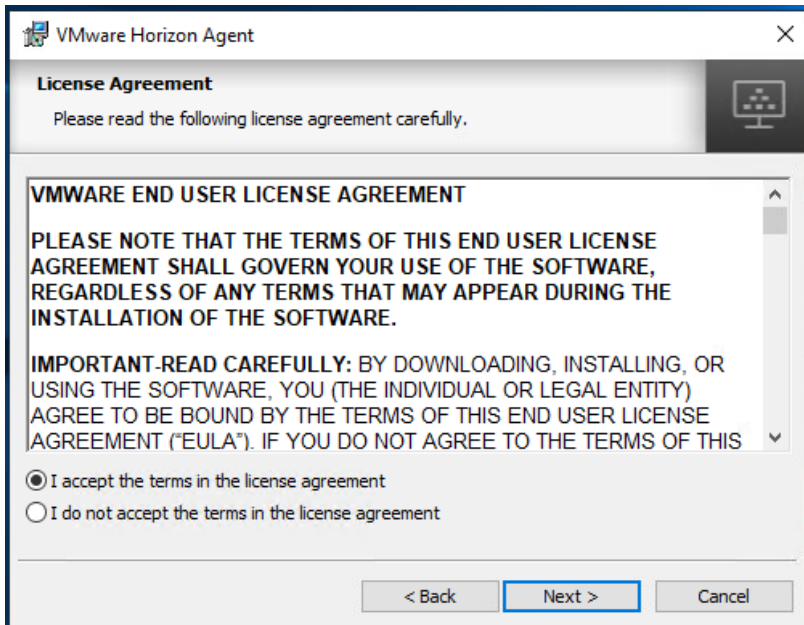 VMware Horizon Agent
License Agreement
Please read the following license agreement carefully.
VMWARE END USER LICENSE AGREEMENT
PLEASE NOTE THAT THE TERMS OF THIS END USER LICENSE
AGREEMENT SHALL GOVERN YOUR USE OF THE SOFTWARE,
REGARDLESS OF ANY TERMS THAT MAY APPEAR DURING THE
INSTALLATION OF THE SOFTWARE.
IMPORTANT-READ CAREFULLY: BY DOWNLOADING, INSTALLING, OR
USING THE SOFTWARE, YOU (THE INDIVIDUAL OR LEGAL ENTITY)
AGREE TO BE BOUND BY THE TERMS OF THIS END USER LICENSE
AGREEMENT (“EULA”). IF YOU DO NOT AGREE TO THE TERMS OF THIS
I accept the terms in the license agreement
I do not accept the terms in the license agreement
< Back Next > Cancel